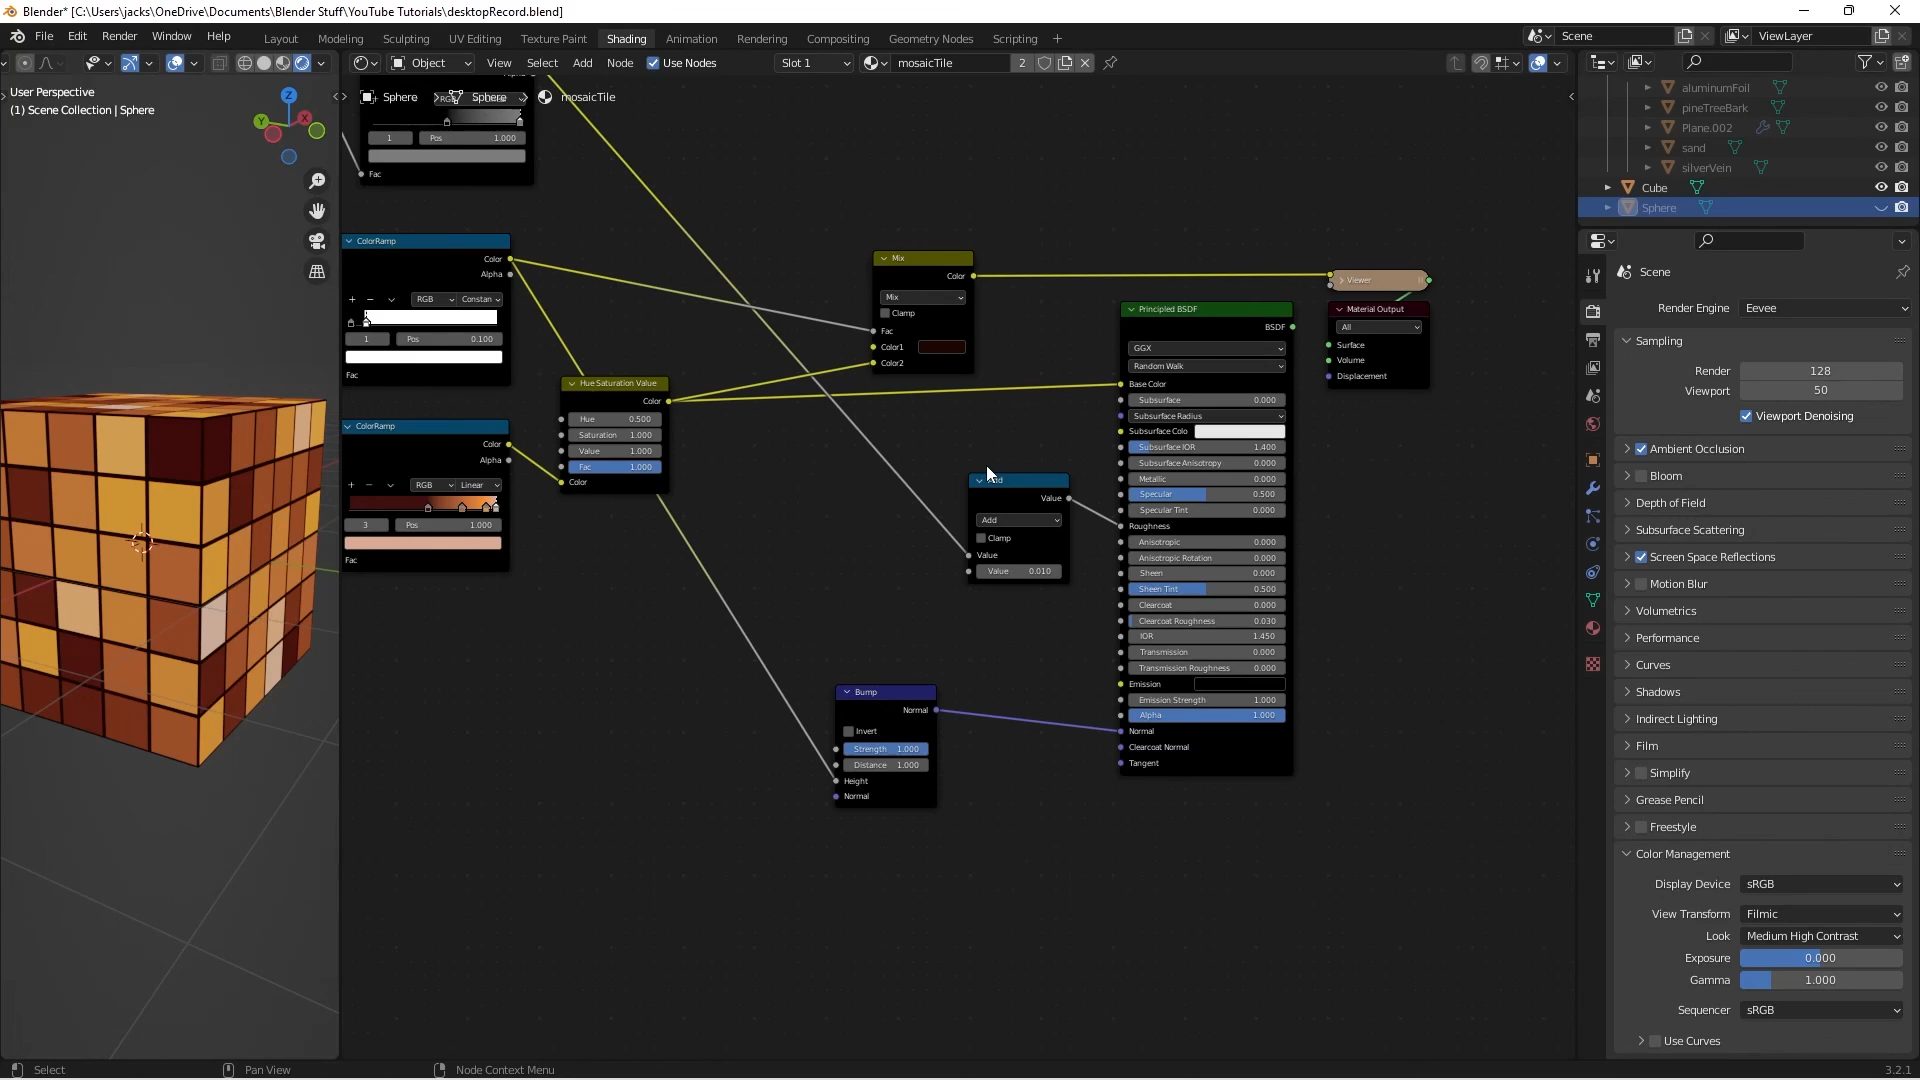 Blender* [C:\Users\jacks\OneDrive\Documents\Blender Stuff\YouTube Tutorials\desktopRecord.blend]
File Edit Render Window Help Layout Modeling Sculpting UV Editing Texture Paint Shading Animation Rendering Compositing Geometry Nodes Scripting + Scene ViewLayer
Object View Select Add Node Use Nodes Slot 1 mosaicTile 2
User Perspective
(1) Scene Collection | Sphere
Sphere > Sphere > mosaicTile
1 Pos 1.000
Fac
ColorRamp
Color
Alpha
RGB Constan
1 Pos 0.100
Fac
ColorRamp
Color
Alpha
RGB Linear
3 Pos 1.000
Fac
Hue Saturation Value
Color
Hue 0.500
Saturation 1.000
Value 1.000
Fac 1.000
Color
Mix
Color
Mix
Clamp
Fac
Color1
Color2
Value
Add
Clamp
Value
Value 0.010
Bump
Normal
Invert
Strength 1.000
Distance 1.000
Height
Normal
Principled BSDF
BSDF
GGX
Random Walk
Base Color
Subsurface 0.000
Subsurface Radius
Subsurface Colo
Subsurface IOR 1.400
Subsurface Anisotropy 0.000
Metallic 0.000
Specular 0.500
Specular Tint 0.000
Roughness
Anisotropic 0.000
Anisotropic Rotation 0.000
Sheen 0.000
Sheen Tint 0.500
Clearcoat 0.000
Clearcoat Roughness 0.030
IOR 1.450
Transmission 0.000
Transmission Roughness 0.000
Emission
Emission Strength 1.000
Alpha 1.000
Normal
Clearcoat Normal
Tangent
Viewer
Material Output
All
Surface
Volume
Displacement
aluminumFoil
pineTreeBark
Plane.002
sand
silverVein
Cube
Sphere
Scene
Render Engine Eevee
Sampling
Render 128
Viewport 50
Viewport Denoising
Ambient Occlusion
Bloom
Depth of Field
Subsurface Scattering
Screen Space Reflections
Motion Blur
Volumetrics
Performance
Curves
Shadows
Indirect Lighting
Film
Simplify
Grease Pencil
Freestyle
Color Management
Display Device sRGB
View Transform Filmic
Look Medium High Contrast
Exposure 0.000
Gamma 1.000
Sequencer sRGB
Use Curves
Select Pan View Node Context Menu 3.2.1